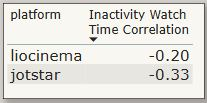 platform Inactivity Watch
Time Correlation
liocinema -0.20
jotstar -0.33